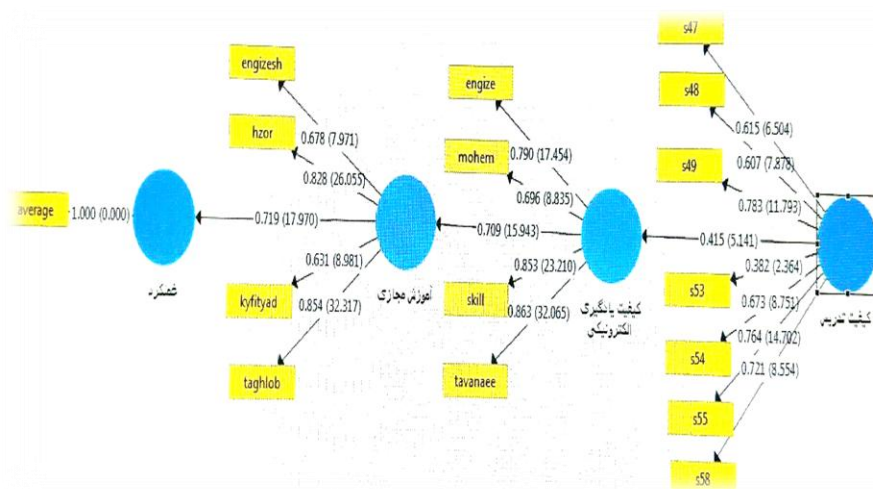 s47
engizesh
engize
s48
0.678 (7.971)
0.615 (6.504)
hzor
0.790 (17.454)
0.607 (7.878)
mohem
s49
0.828 (26.055)
0.696 (8.835)
0.783 (11.793)
average
1.000 (0.000)
0.719 (17.970)
0.709 (15.943)
0.415 (5.141)
0.631 (8.981)
0.853 (23.210)
0.382 (2.364)
s53
آموزش مجازی
کیفیت یادگیری
الکترونیکی
کیفیت تدریس
kyfityad
skill
0.673 (8.751)
0.854 (32.317)
0.863 (32.065)
0.764 (14.702)
s54
0.721 (8.554)
taghlob
tavanaee
s55
s58